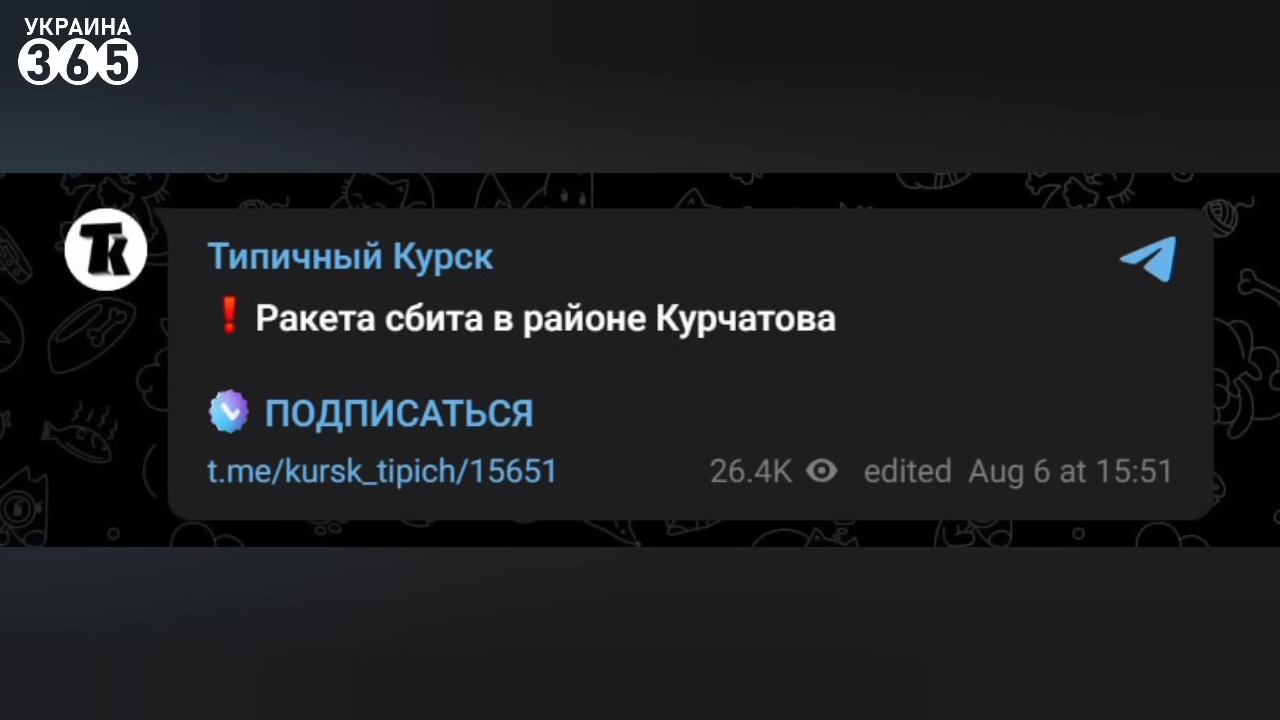 УКРАИНА
365
TK
Типичный Курск
❗ Ракета сбита в районе Курчатова
ПОДПИСАТЬСЯ
t.me/kursk_tipich/15651 26.4K edited Aug 6 at 15:51